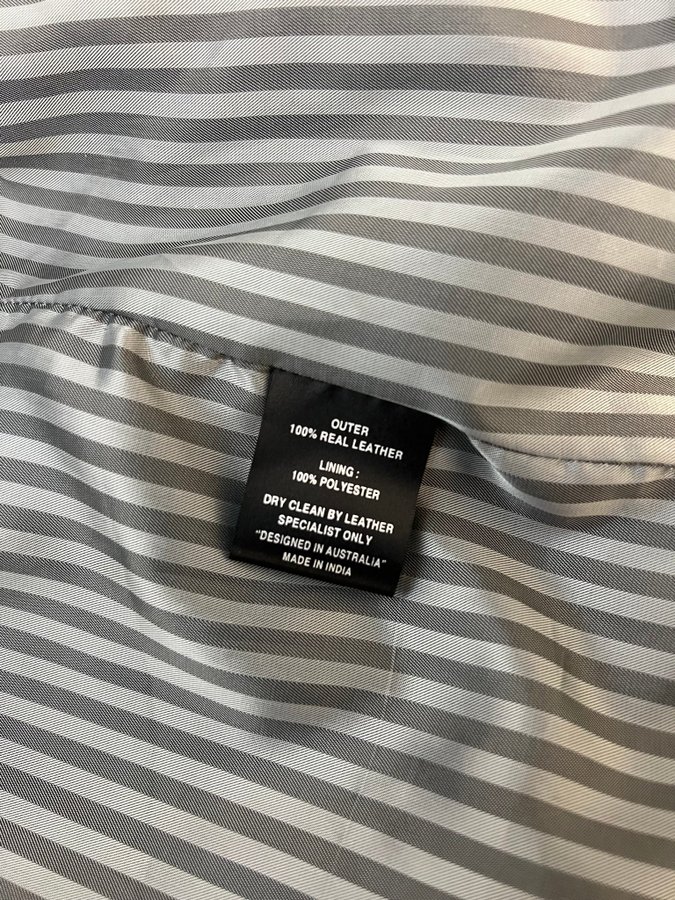 OUTER
100% REAL LEATHER
LINING :
100% POLYESTER
DRY CLEAN BY LEATHER
SPECIALIST ONLY
"DESIGNED IN AUSTRALIA"
MADE IN INDIA